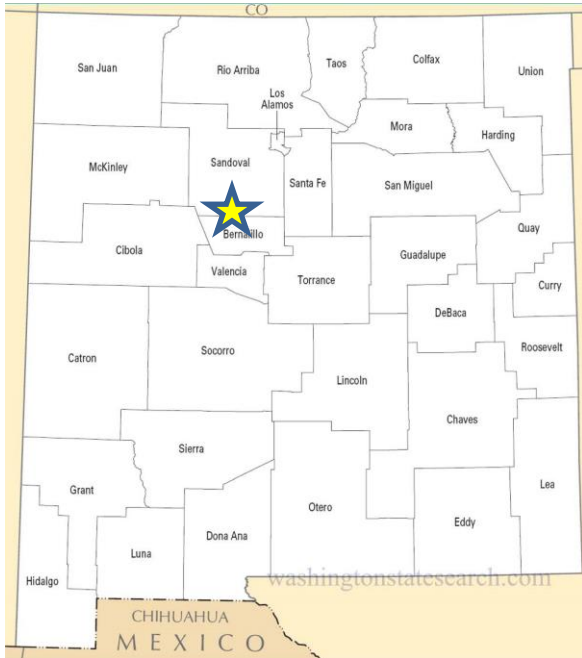 CO
San Juan
Rio Arriba
Taos
Colfax
Union
Los
Alamos
Mora
Harding
McKinley
Sandoval
Santa Fe
San Miguel
Quay
Bernalillo
Cibola
Guadalupe
Valencia
Torrance
Curry
DeBaca
Roosevelt
Catron
Socorro
Lincoln
Chaves
Sierra
Grant
Lea
Otero
Eddy
Dona Ana
Luna
Hidalgo
washingtonstatesearch.com
CHIHUAHUA
MEXICO